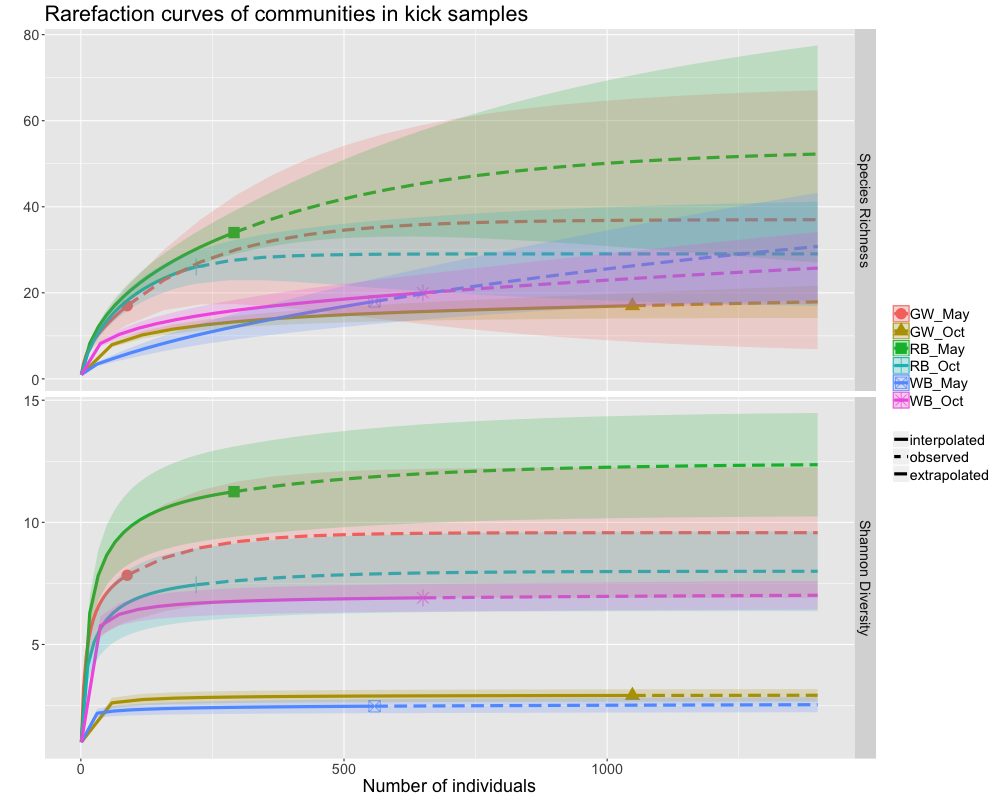 Rarefaction curves of communities in kick samples
80
60
40
20
0
Species Richness
15
10
5
Shannon Diversity
0
500
1000
Number of individuals
GW_May
GW_Oct
RB_May
RB_Oct
WB_May
WB_Oct
interpolated
observed
extrapolated